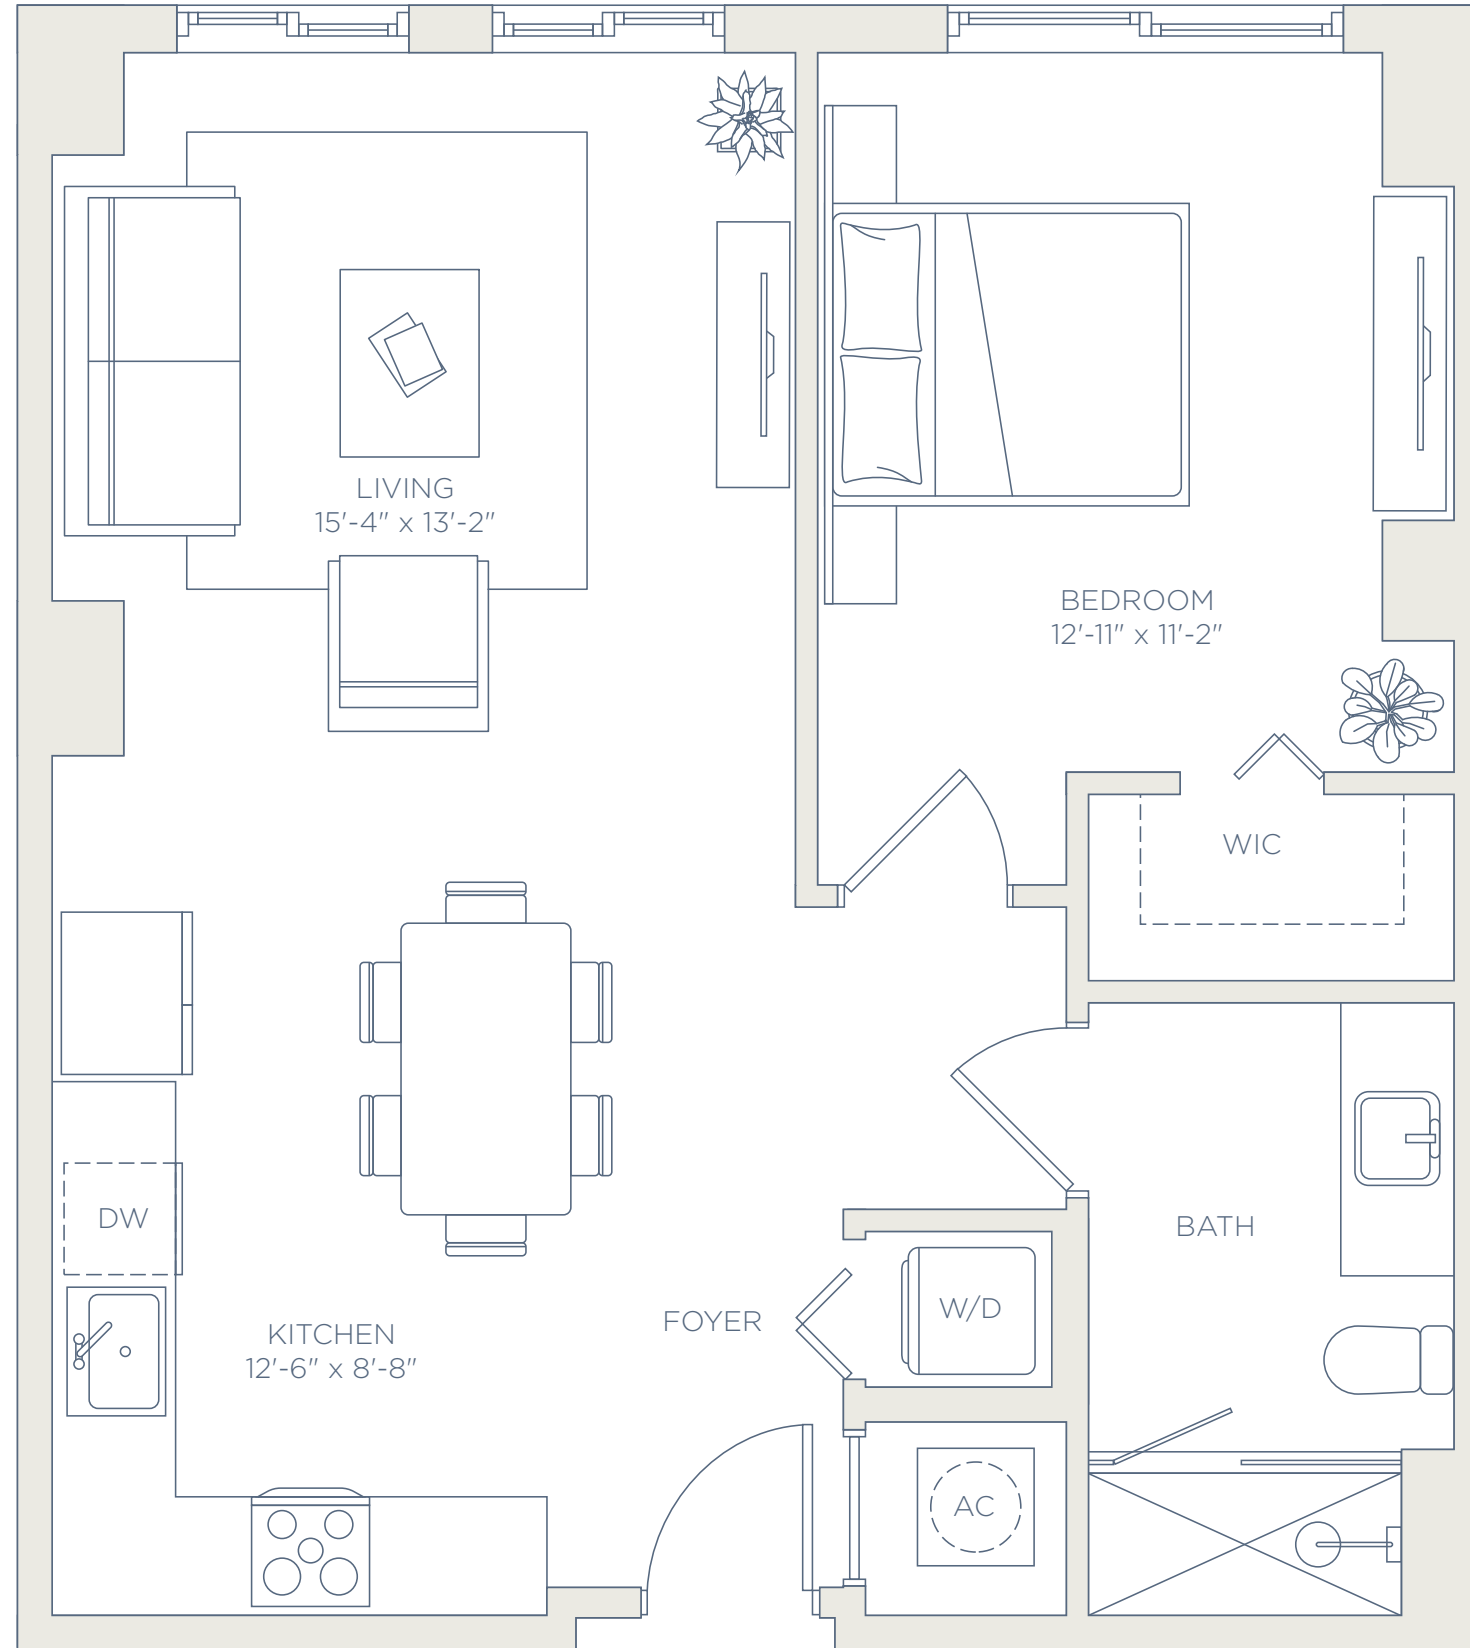 LIVING
15'-4" x 13'-2"
BEDROOM
12'-11" x 11'-2"
WIC
DW
BATH
W/D
FOYER
KITCHEN
12'-6" x 8'-8"
AC